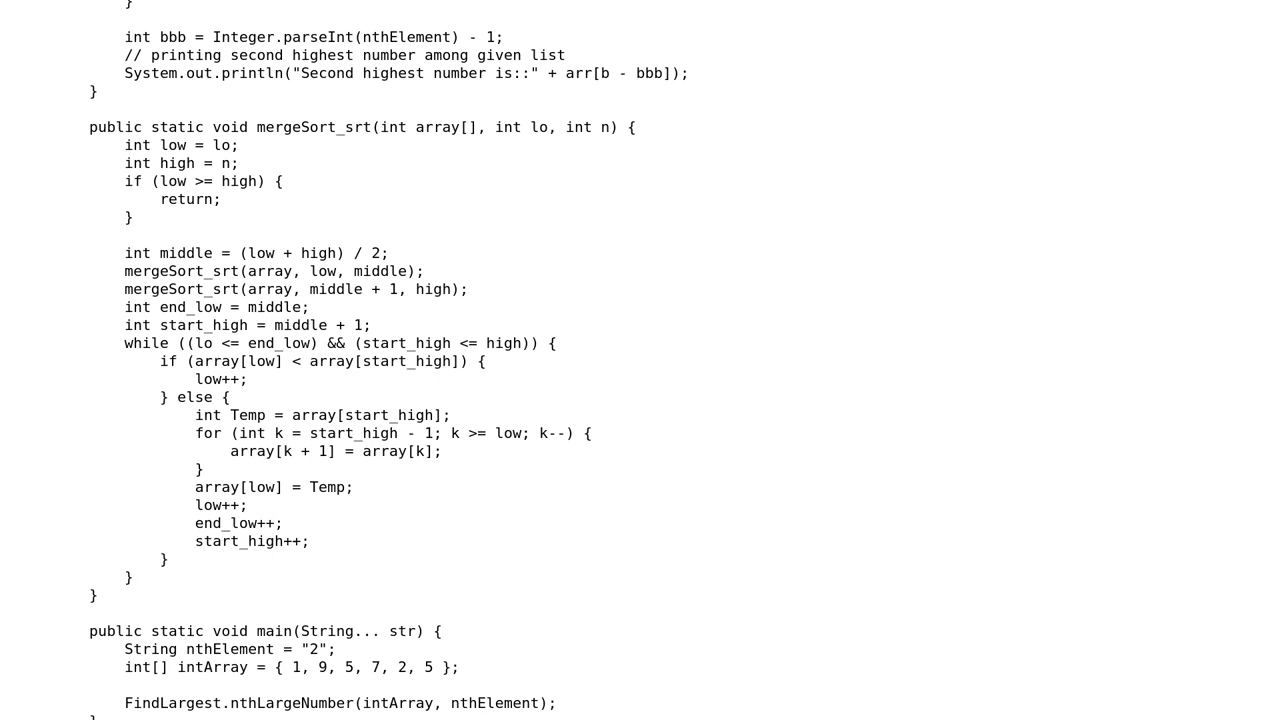 }
int bbb = Integer.parseInt(nthElement) - 1;
// printing second highest number among given list
System.out.println("Second highest number is::" + arr[b - bbb]);
}
public static void mergeSort_srt(int array[], int lo, int n) {
int low = lo;
int high = n;
if (low >= high) {
return;
}
int middle = (low + high) / 2;
mergeSort_srt(array, low, middle);
mergeSort_srt(array, middle + 1, high);
int end_low = middle;
int start_high = middle + 1;
while ((lo <= end_low) && (start_high <= high)) {
if (array[low] < array[start_high]) {
low++;
} else {
int Temp = array[start_high];
for (int k = start_high - 1; k >= low; k--) {
array[k + 1] = array[k];
}
array[low] = Temp;
low++;
end_low++;
start_high++;
}
}
}
public static void main(String... str) {
String nthElement = "2";
int[] intArray = { 1, 9, 5, 7, 2, 5 };
FindLargest.nthLargeNumber(intArray, nthElement);
}